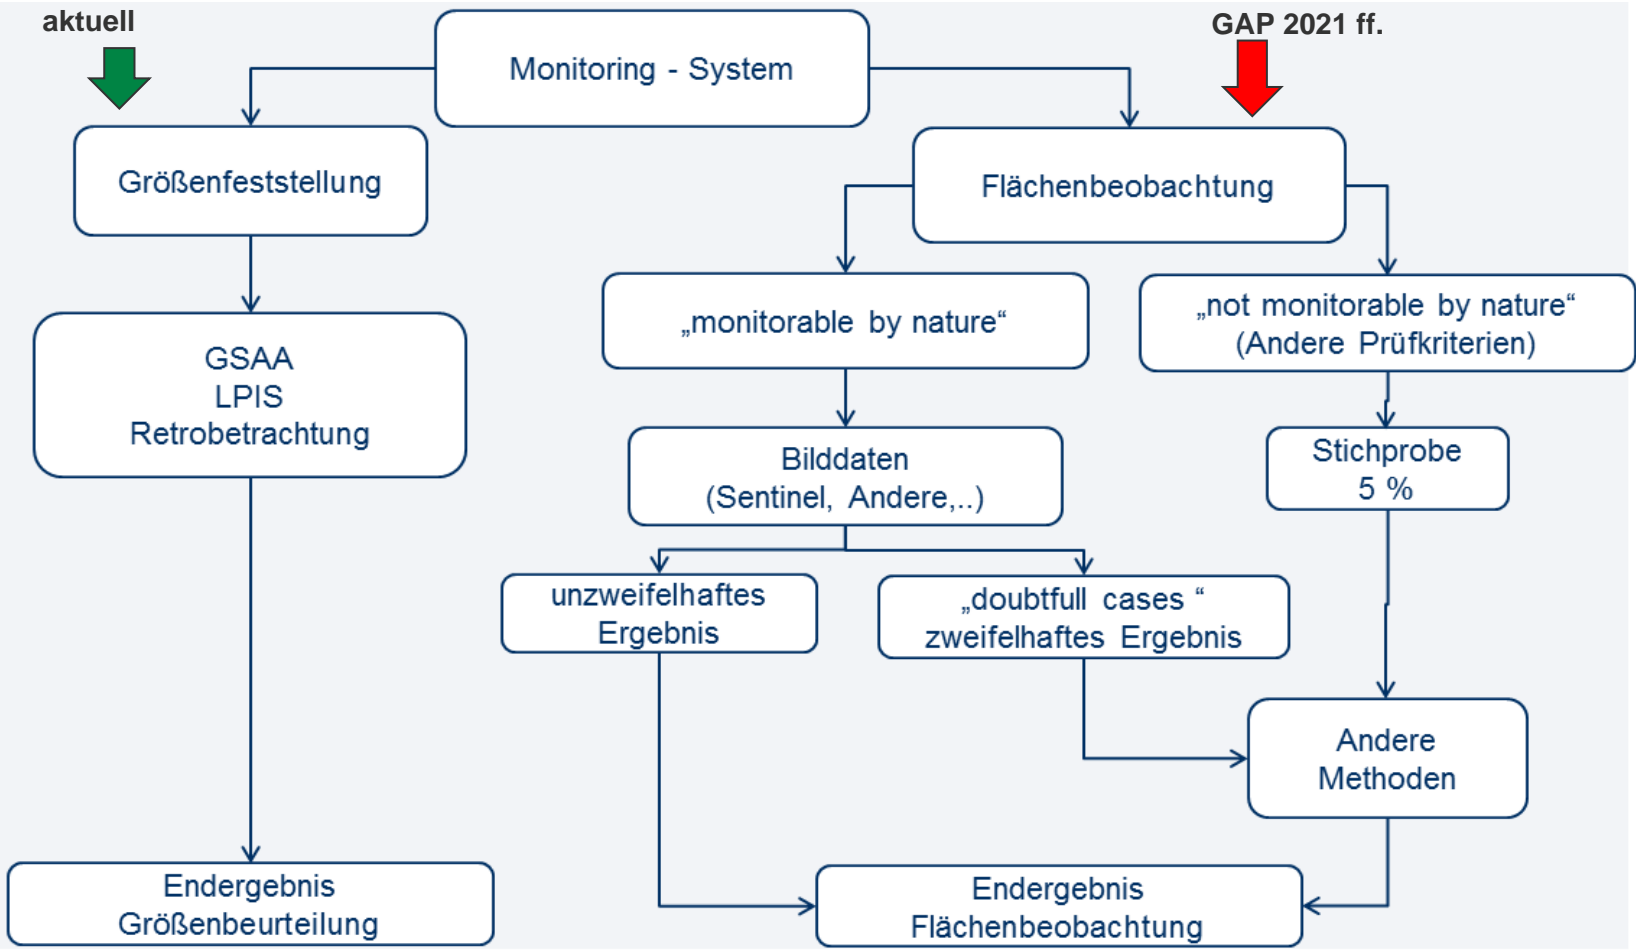 aktuell
GAP 2021 ff.
Monitoring - System
Größenfeststellung
Flächenbeobachtung
„monitorable by nature“
„not monitorable by nature“
(Andere Prüfkriterien)
GSAA
LPIS
Retrobetrachtung
Bilddaten
(Sentinel, Andere,..)
Stichprobe
5 %
unzweifelhaftes
Ergebnis
„doubtfull cases “
zweifelhaftes Ergebnis
Andere
Methoden
Endergebnis
Größenbeurteilung
Endergebnis
Flächenbeobachtung